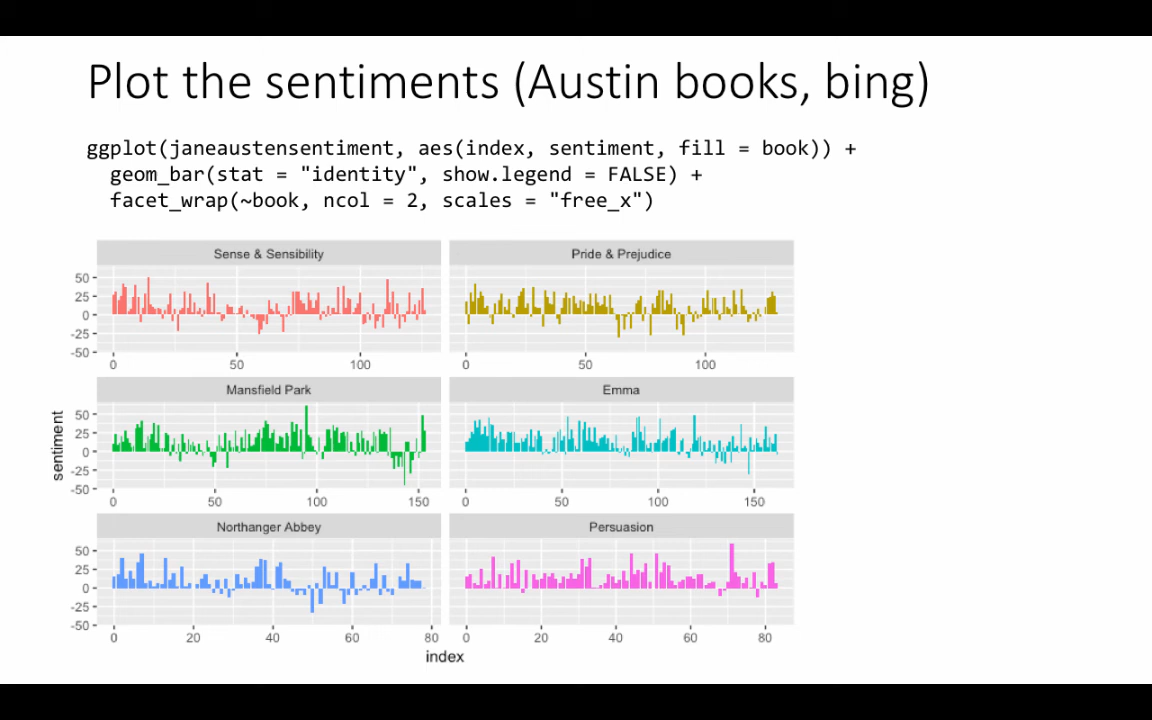 Plot the sentiments (Austin books, bing)
ggplot(janeaustensentiment, aes(index, sentiment, fill = book)) +
geom_bar(stat = "identity", show.legend = FALSE) +
facet_wrap(~book, ncol = 2, scales = "free_x")
Sense & Sensibility
Pride & Prejudice
50
25
0
-25
-50
0 50 100
0 50 100
Mansfield Park
Emma
sentiment
50
25
0
-25
-50
0 50 100 150
0 50 100 150
Northanger Abbey
Persuasion
50
25
0
-25
-50
0 20 40 60 80
0 20 40 60 80
index